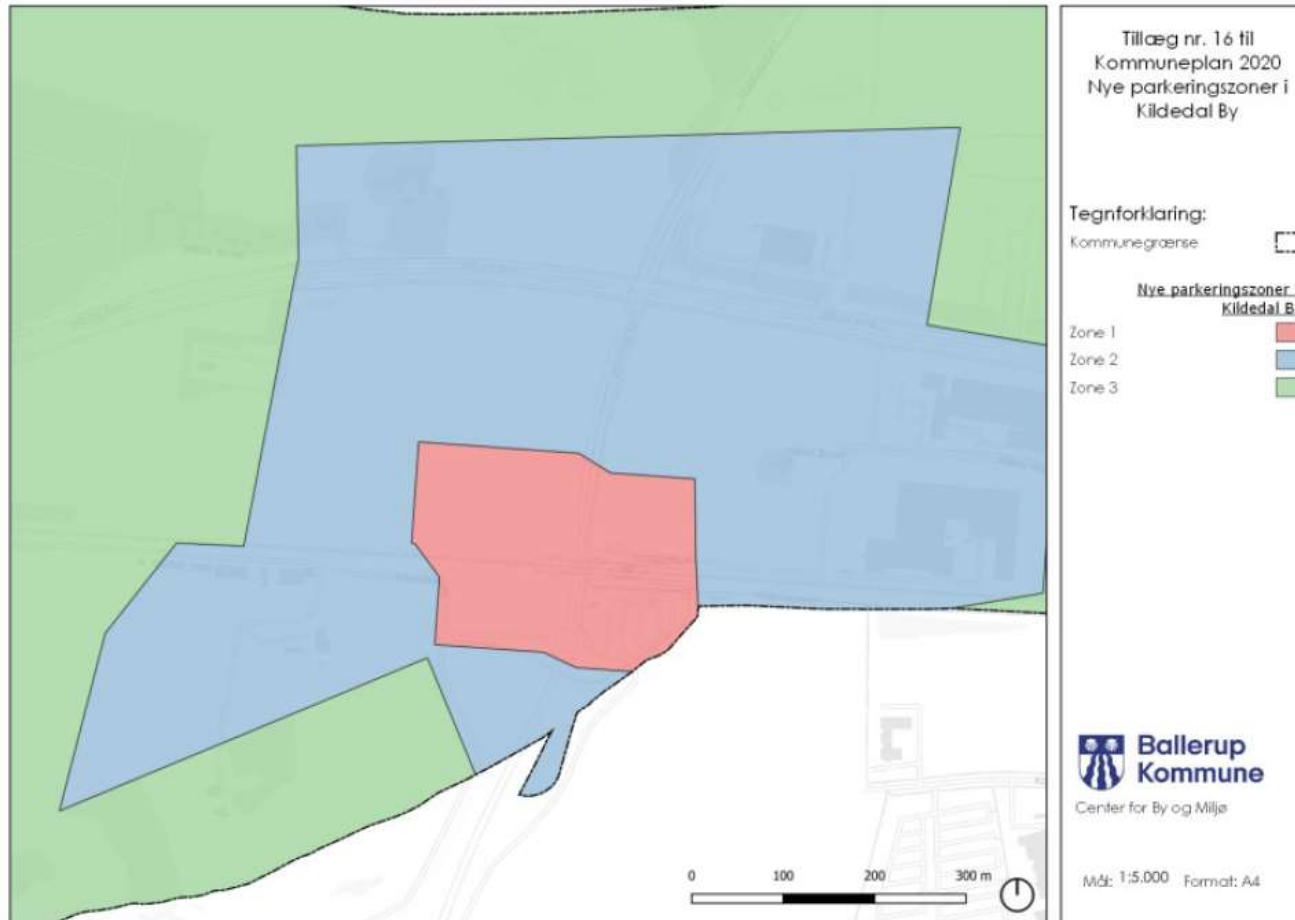 Tillæg nr. 16 til
Kommuneplan 2020
Nye parkeringszoner i
Kildedal By
Tegnforklaring:
Kommunegrænse
Nye parkeringszoner
Kildedal B
Zone 1
Zone 2
Zone 3
Ballerup
Kommune
Center for By og Miljø
0 100 200 300 m
Mål: 1:5.000 Format: A4